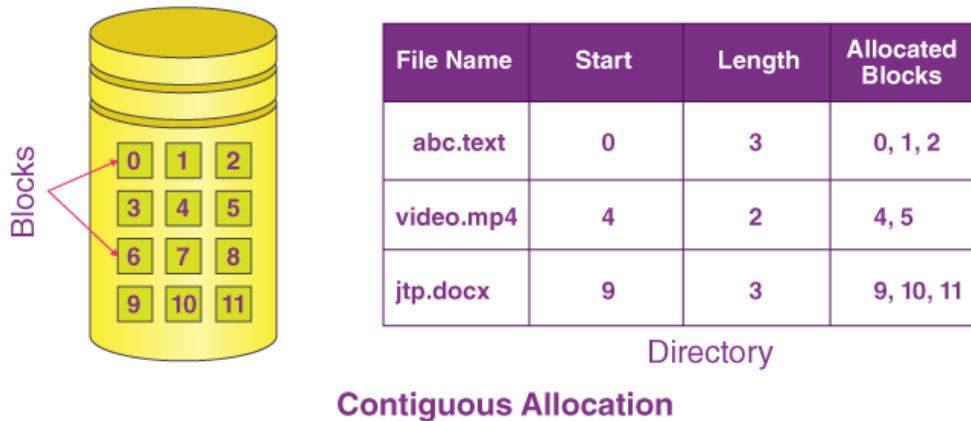 Blocks
0 1 2
3 4 5
6 7 8
9 10 11
File Name Start Length Allocated Blocks
abc.text 0 3 0, 1, 2
video.mp4 4 2 4, 5
jtp.docx 9 3 9, 10, 11
Directory
Contiguous Allocation